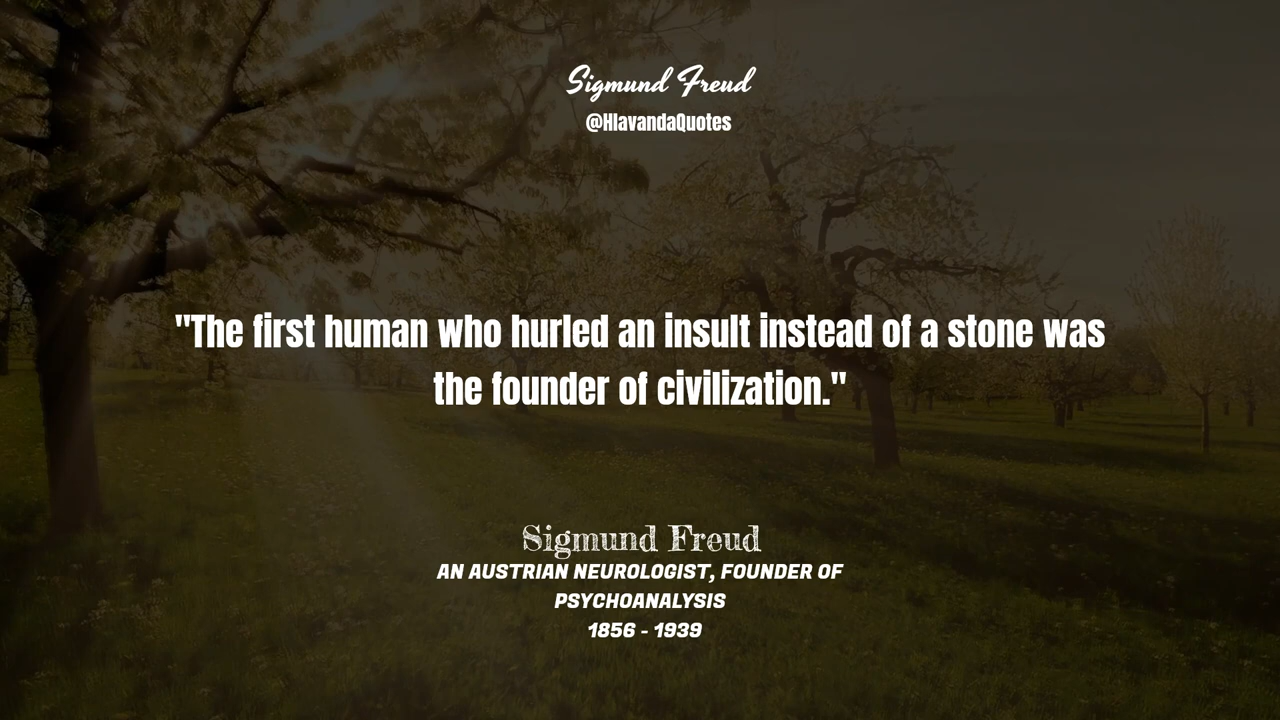 Sigmund Freud
@HlavandaQuotes
"The first human who hurled an insult instead of a stone was
the founder of civilization."
Sigmund Freud
AN AUSTRIAN NEUROLOGIST, FOUNDER OF
PSYCHOANALYSIS
1856 - 1939